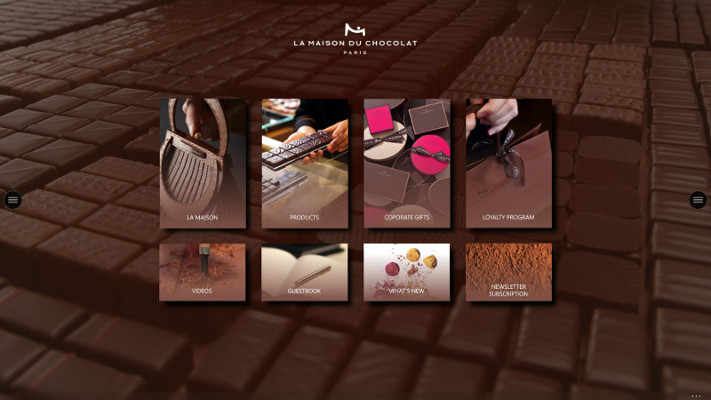 LA MAISON DU CHOCOLAT
PARIS
LA MAISON
PRODUCTS
COPORATE GIFTS
LOYALTY PROGRAM
VIDEOS
GUESTBOOK
WHAT'S NEW
NEWSLETTER
SUBSCRIPTION